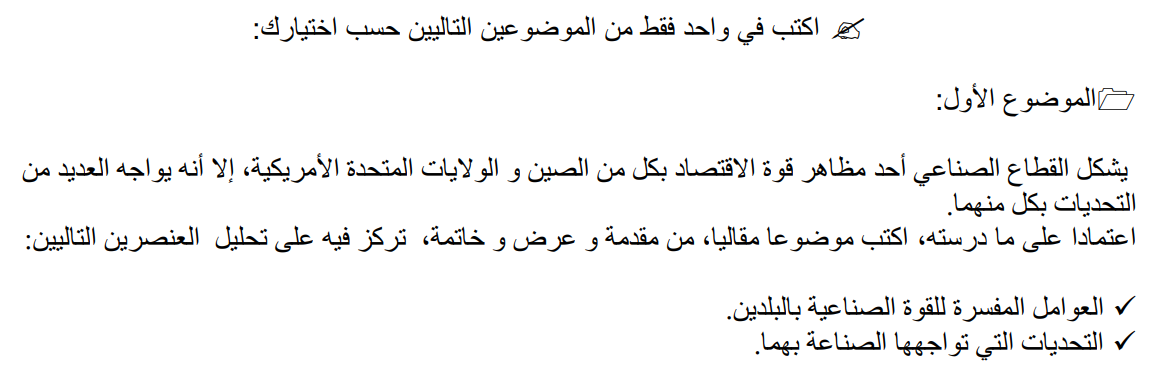 ✍ اكتب في واحد فقط من الموضوعين التاليين حسب اختيارك:
🗀الموضوع الأول:
يشكل القطاع الصناعي أحد مظاهر قوة الاقتصاد بكل من الصين و الولايات المتحدة الأمريكية، إلا أنه يواجه العديد من
التحديات بكل منهما.
اعتمادا على ما درسته، اكتب موضوعا مقاليا، من مقدمة و عرض و خاتمة، تركز فيه على تحليل العنصرين التاليين:
✓ العوامل المفسرة للقوة الصناعية بالبلدين.
✓ التحديات التي تواجهها الصناعة بهما.